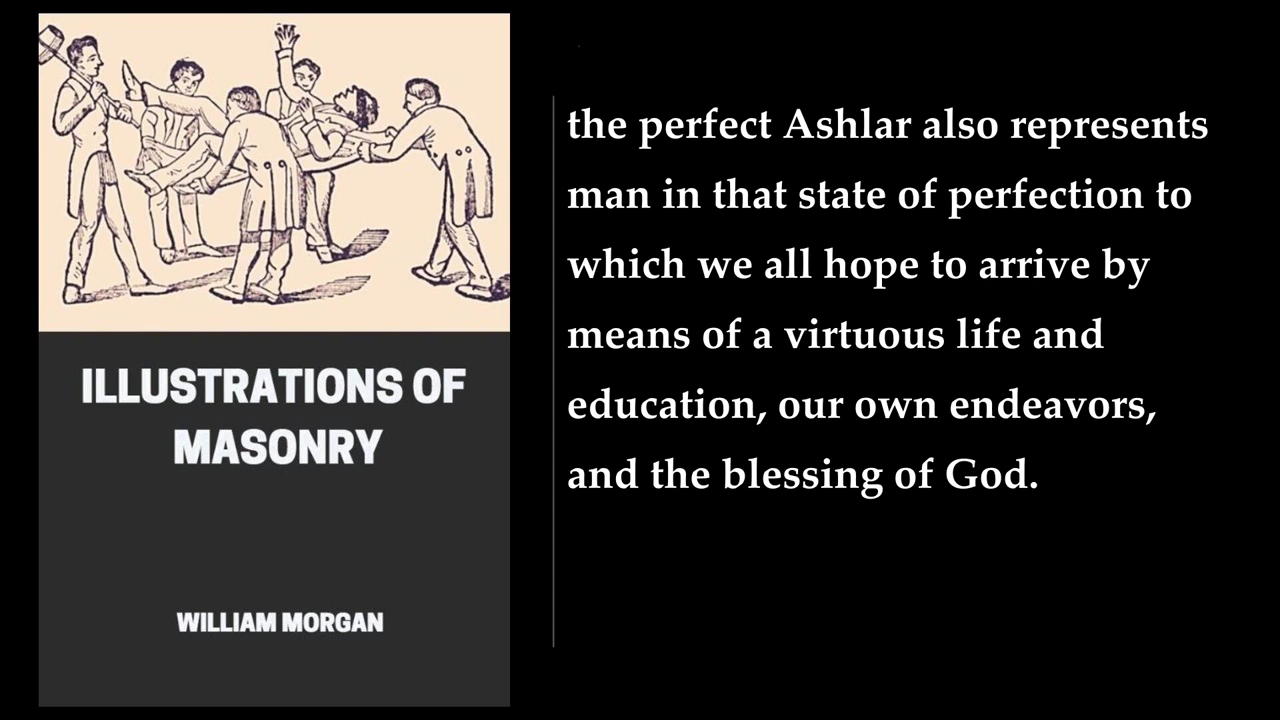 ILLUSTRATIONS OF
MASONRY
WILLIAM MORGAN
the perfect Ashlar also represents
man in that state of perfection to
which we all hope to arrive by
means of a virtuous life and
education, our own endeavors,
and the blessing of God.